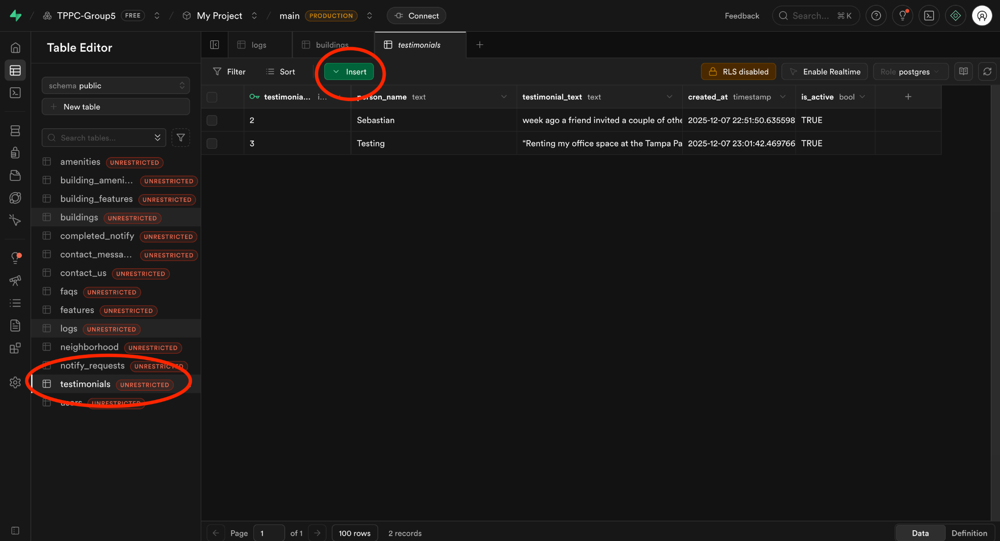 TPPC-Group5 FREE My Project main PRODUCTION Connect Feedback Search... ⌘ K
Table Editor
logs buildings testimonials
Filter Sort Insert RLS disabled Enable Realtime Role postgres
schema public
New table
Search tables...
amenities UNRESTRICTED
building_ameni... UNRESTRICTED
building_features UNRESTRICTED
buildings UNRESTRICTED
completed_notify UNRESTRICTED
contact_messa... UNRESTRICTED
contact_us UNRESTRICTED
faqs UNRESTRICTED
features UNRESTRICTED
logs UNRESTRICTED
neighborhood UNRESTRICTED
notify_requests UNRESTRICTED
testimonials UNRESTRICTED
users UNRESTRICTED
testimonia... i... person_name text testimonial_text text created_at timestamp is_active bool
2 Sebastian week ago a friend invited a couple of othe 2025-12-07 22:51:50.635598 TRUE
3 Testing “Renting my office space at the Tampa Pa 2025-12-07 23:01:42.469766 TRUE
Page 1 of 1 100 rows 2 records Data Definition